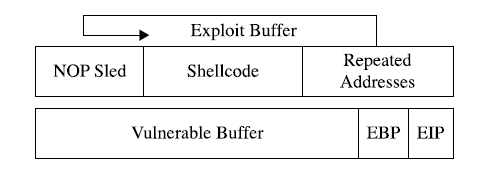 Exploit Buffer
NOP Sled
Shellcode
Repeated
Addresses
Vulnerable Buffer
EBP
EIP